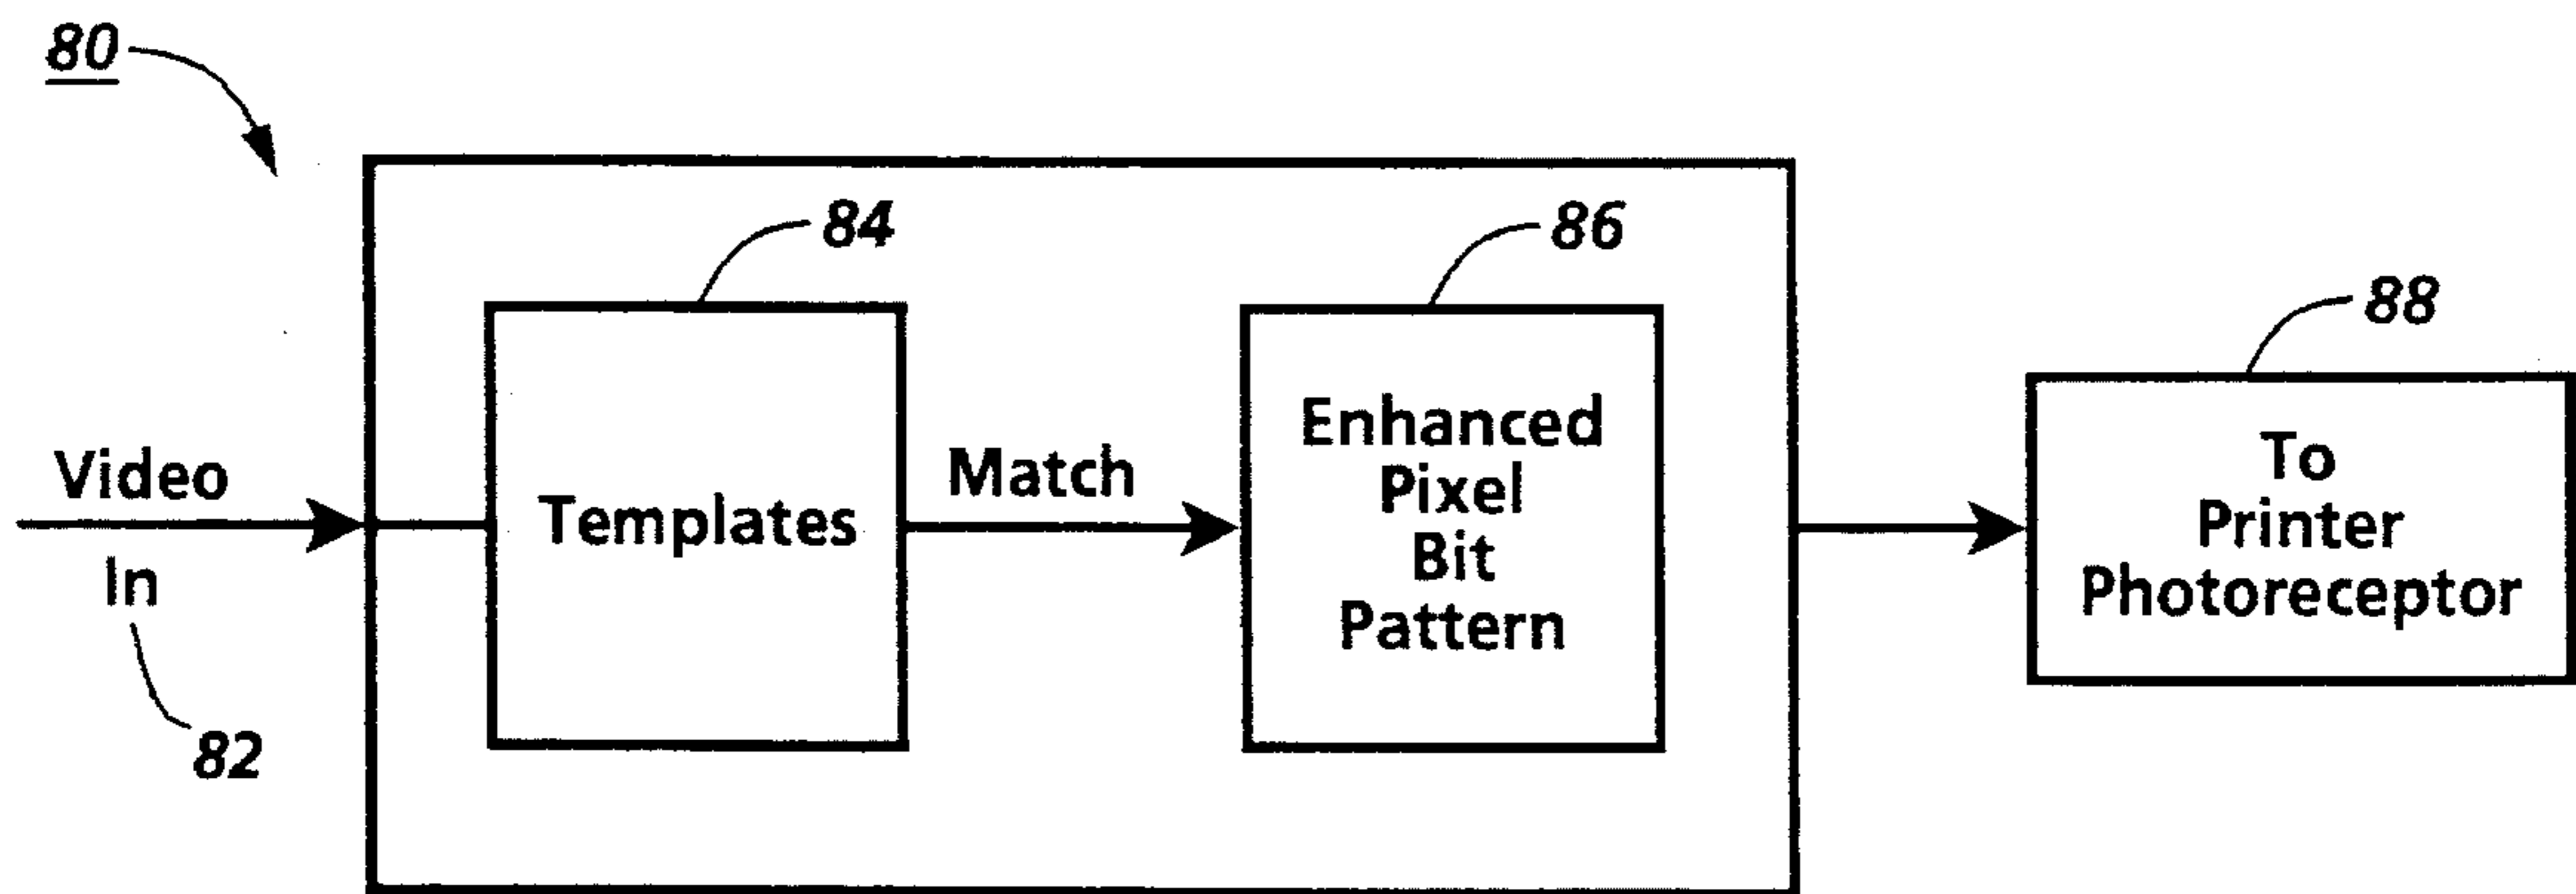 80
84
86
88
Video
In
82
Templates
Match
Enhanced
Pixel
Bit
Pattern
To
Printer
Photoreceptor